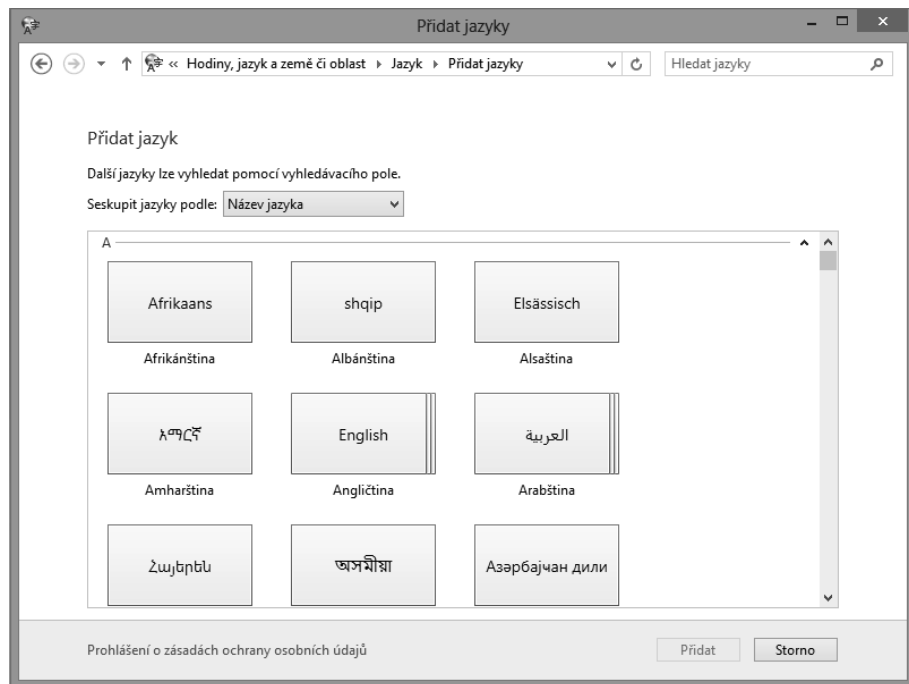 Přidat jazyky
« Hodiny, jazyk a země či oblast ▸ Jazyk ▸ Přidat jazyky
Hledat jazyky
Přidat jazyk
Další jazyky lze vyhledat pomocí vyhledávacího pole.
Seskupit jazyky podle: Název jazyka
A
Afrikaans shqip Elsässisch
Afrikánština Albánština Alsaština
አማርኛ English العربية
Amharština Angličtina Arabština
Հայերեն অসমীয়া Азәрбајҹан дили
Prohlášení o zásadách ochrany osobních údajů
Přidat Storno